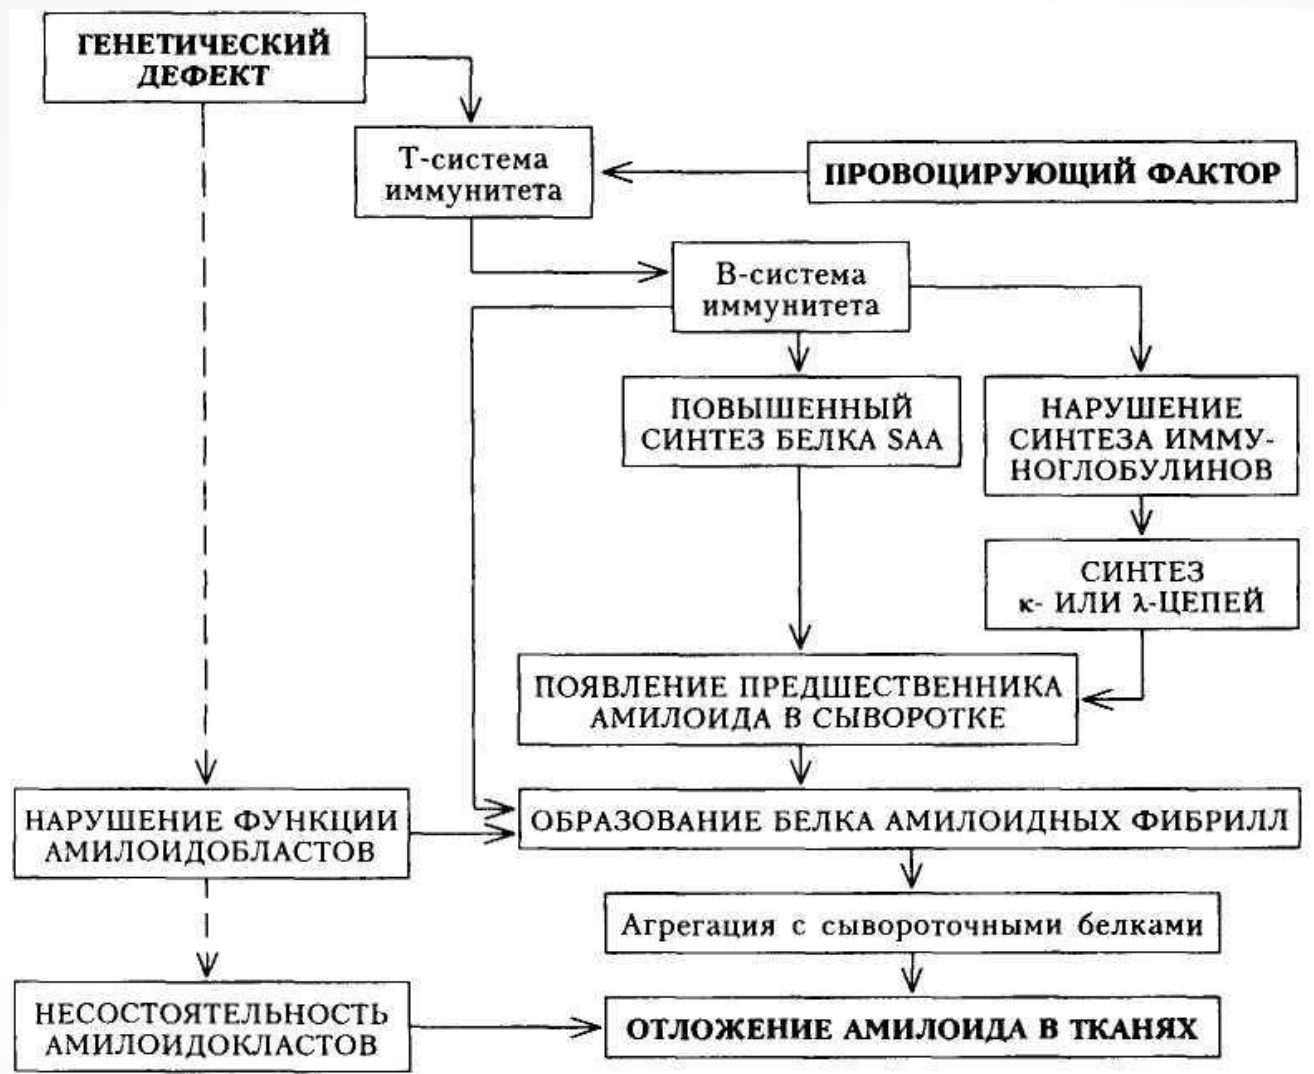 ГЕНЕТИЧЕСКИЙ
ДЕФЕКТ
Т-система
иммунитета
ПРОВОЦИРУЮЩИЙ ФАКТОР
В-система
иммунитета
ПОВЫШЕННЫЙ
СИНТЕЗ БЕЛКА SAA
НАРУШЕНИЕ
СИНТЕЗА ИММУ-
НОГЛОБУЛИНОВ
СИНТЕЗ
κ- ИЛИ λ-ЦЕПЕЙ
ПОЯВЛЕНИЕ ПРЕДШЕСТВЕННИКА
АМИЛОИДА В СЫВОРОТКЕ
НАРУШЕНИЕ ФУНКЦИИ
АМИЛОИДОБЛАСТОВ
ОБРАЗОВАНИЕ БЕЛКА АМИЛОИДНЫХ ФИБРИЛЛ
Агрегация с сывороточными белками
НЕСОСТОЯТЕЛЬНОСТЬ
АМИЛОИДОКЛАСТОВ
ОТЛОЖЕНИЕ АМИЛОИДА В ТКАНЯХ